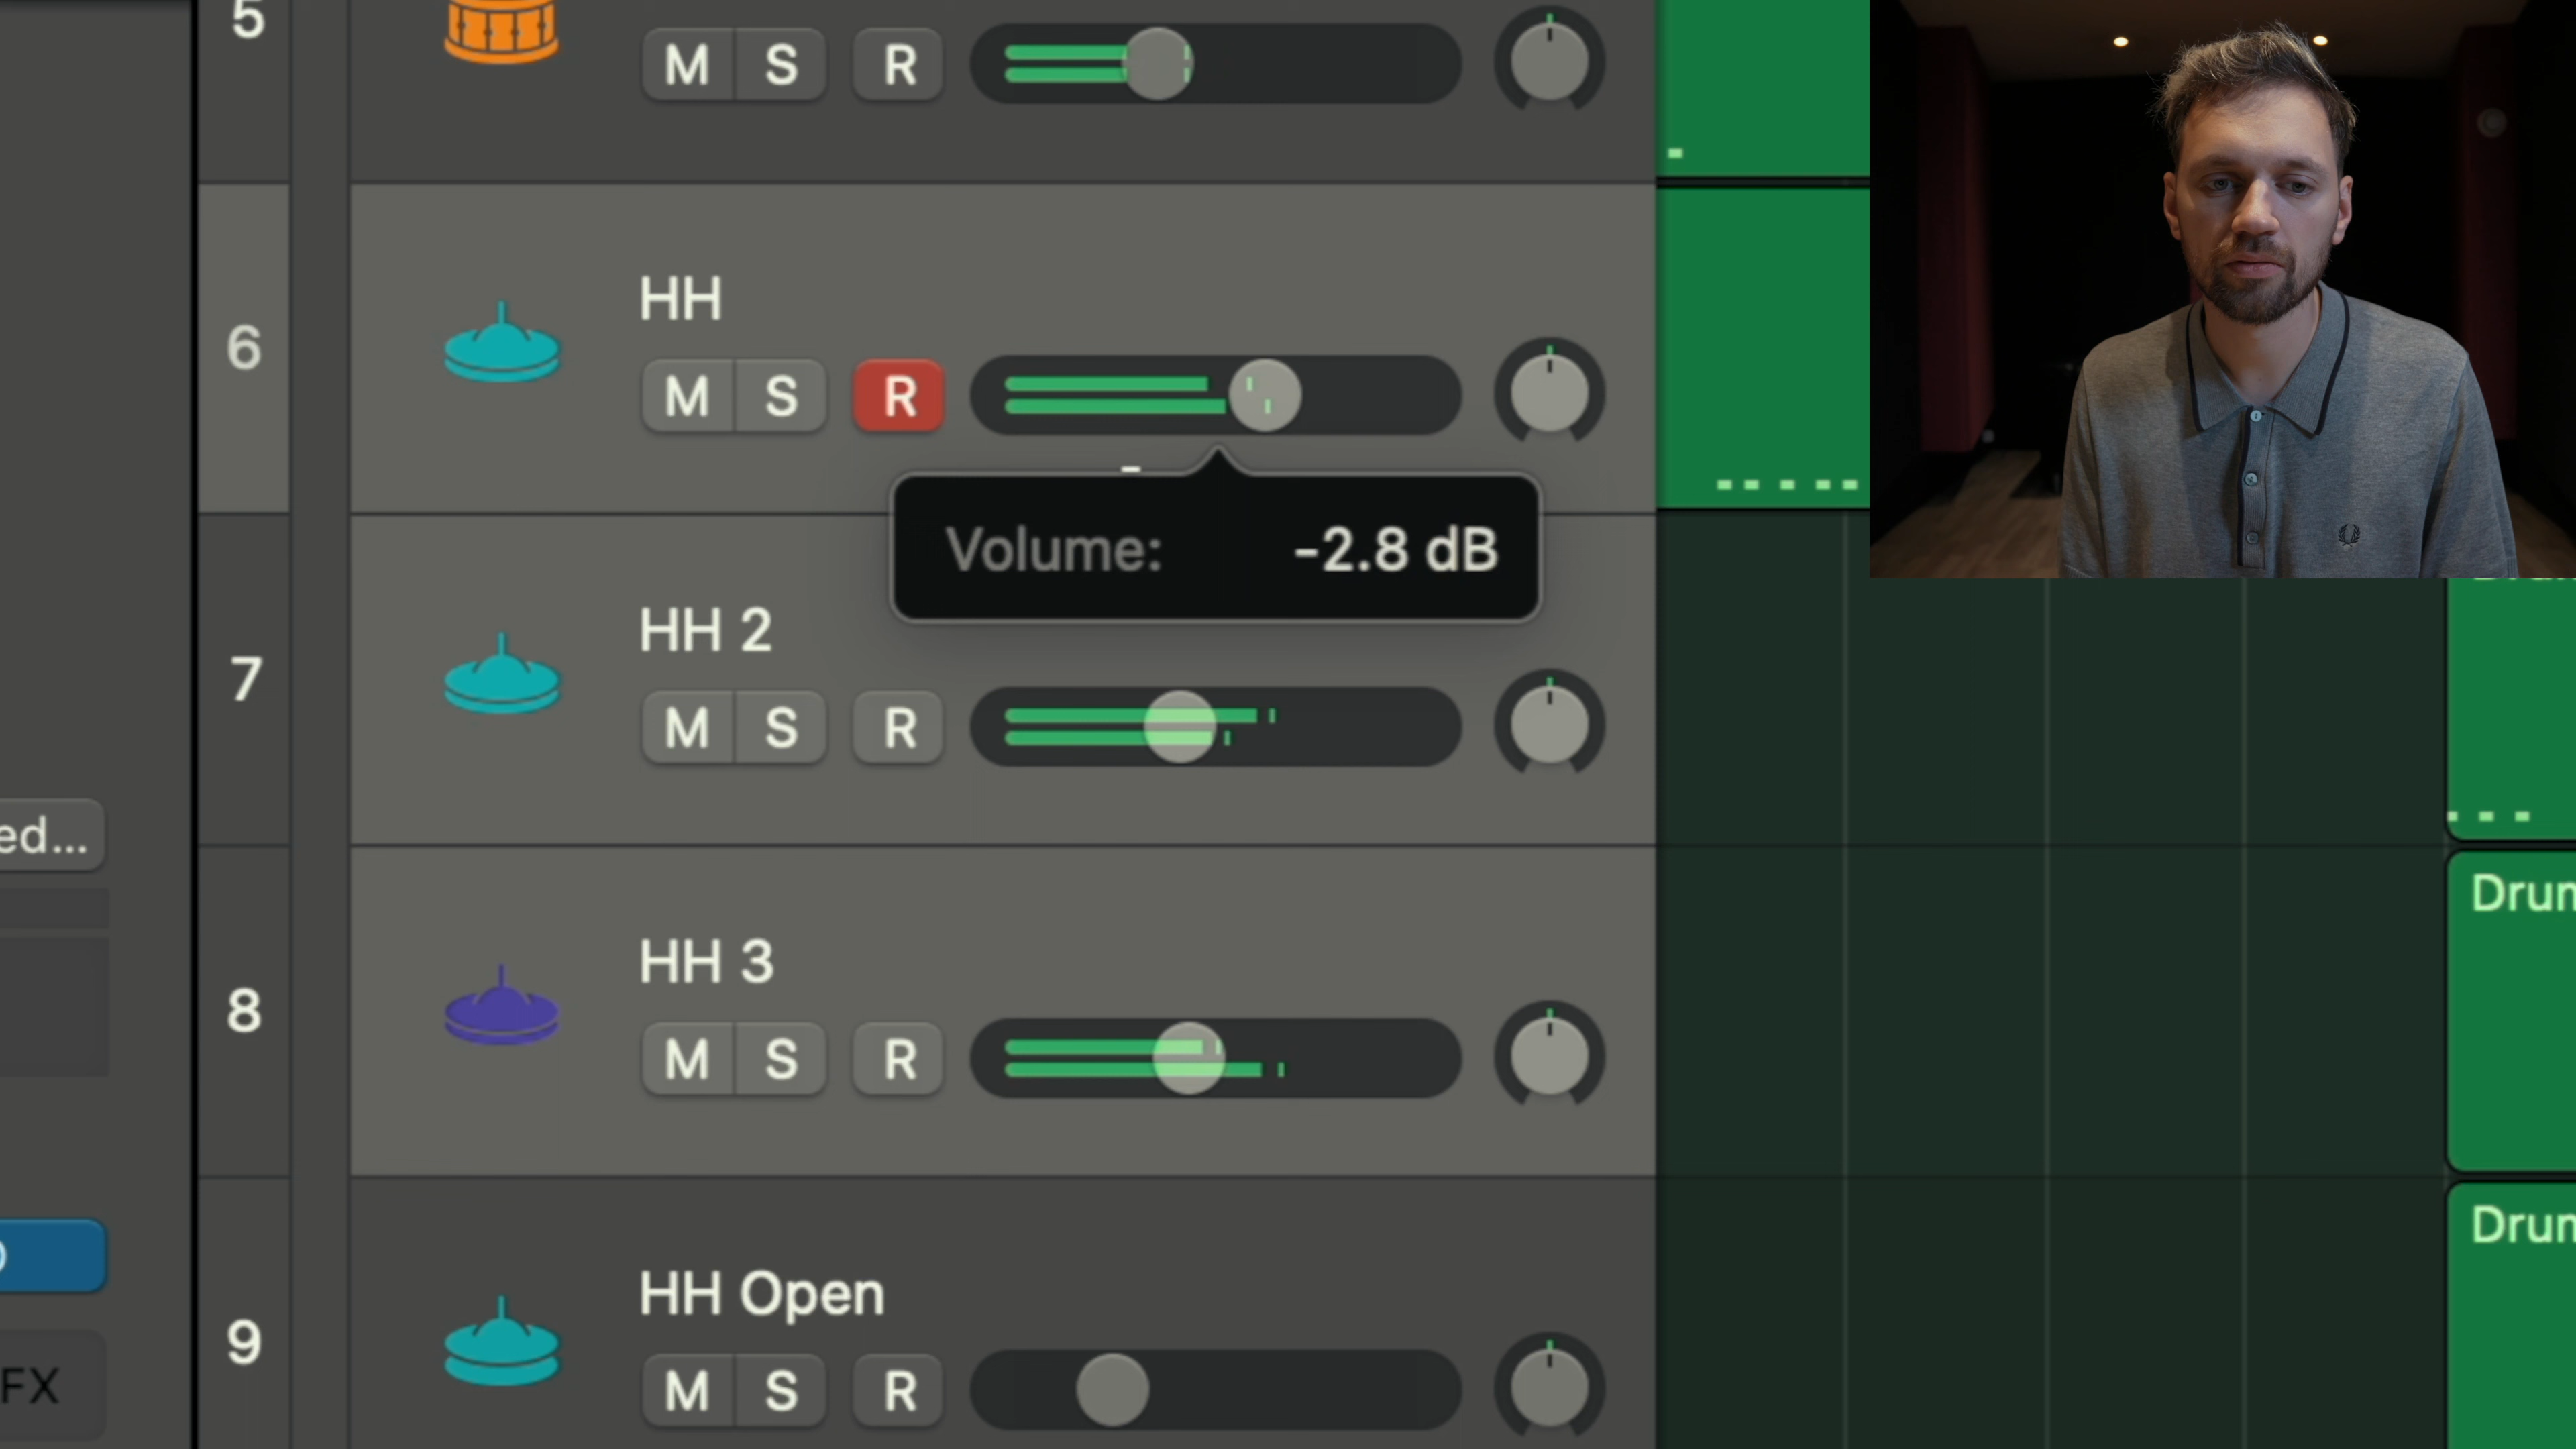 5
M S R
HH
6
M S R
Volume: -2.8 dB
HH 2
7
M S R
ed...
HH 3
Drun
8
M S R
HH Open
Drun
9
M S R
FX